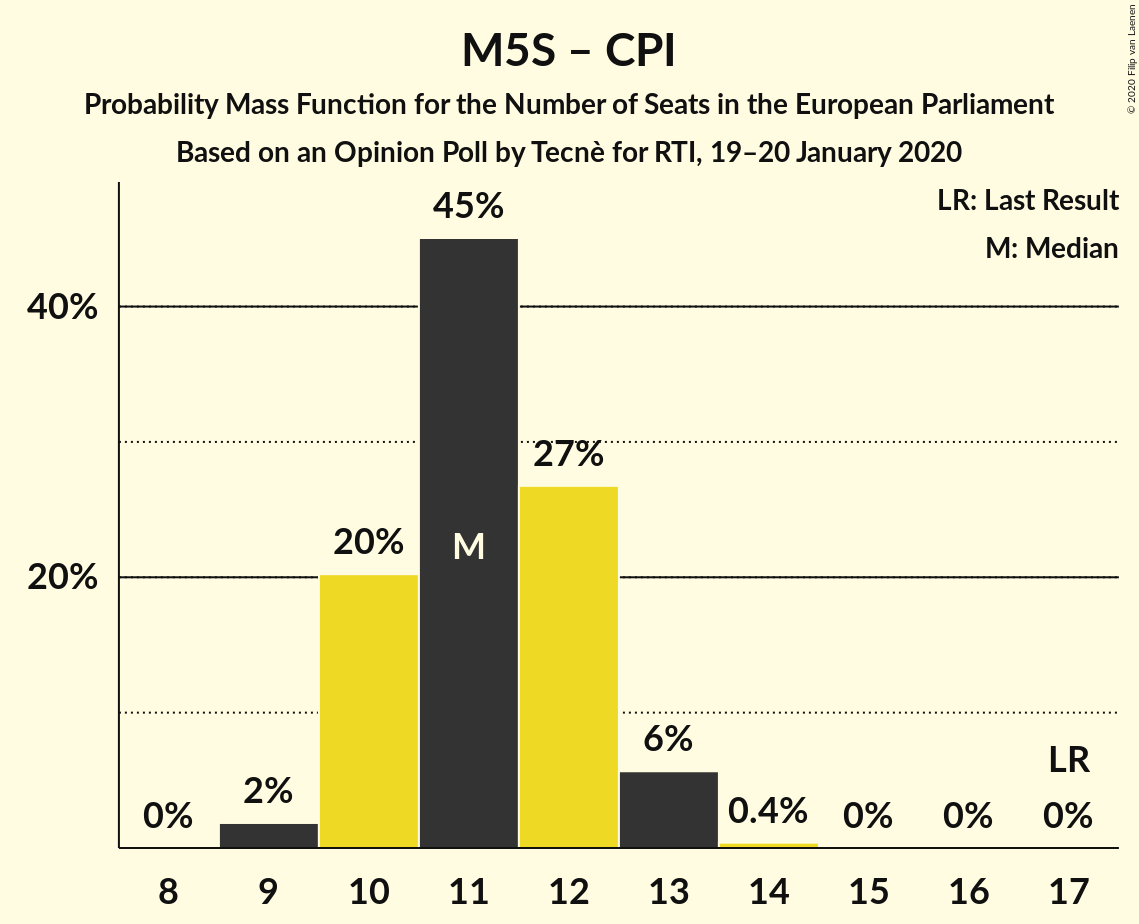 M5S – CPI
Probability Mass Function for the Number of Seats in the European Parliament
Based on an Opinion Poll by Tecnè for RTI, 19–20 January 2020
© 2020 Filip van Laenen
LR: Last Result
M: Median
45%
40%
27%
20%
M
20%
6%
LR
2%
0%
0.4%
0%
0%
0%
8 9 10 11 12 13 14 15 16 17